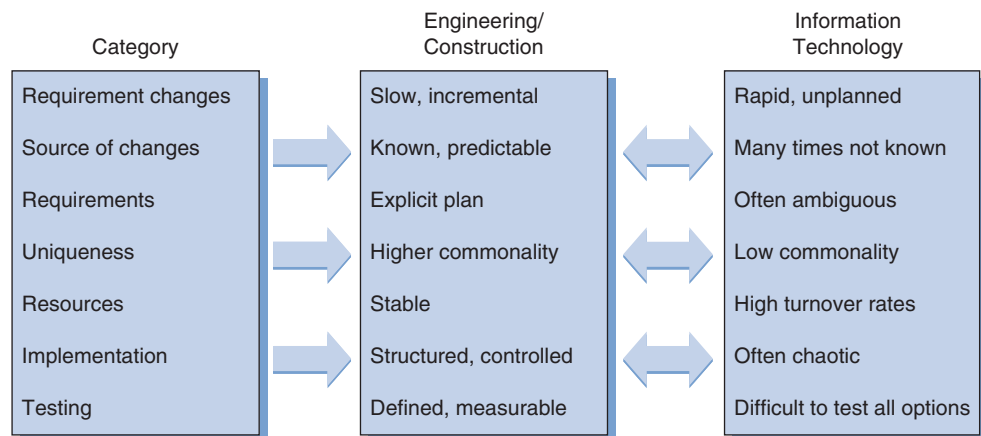 Category
Engineering/
Construction
Information
Technology
Requirement changes
Slow, incremental
Rapid, unplanned
Source of changes
Known, predictable
Many times not known
Requirements
Explicit plan
Often ambiguous
Uniqueness
Higher commonality
Low commonality
Resources
Stable
High turnover rates
Implementation
Structured, controlled
Often chaotic
Testing
Defined, measurable
Difficult to test all options